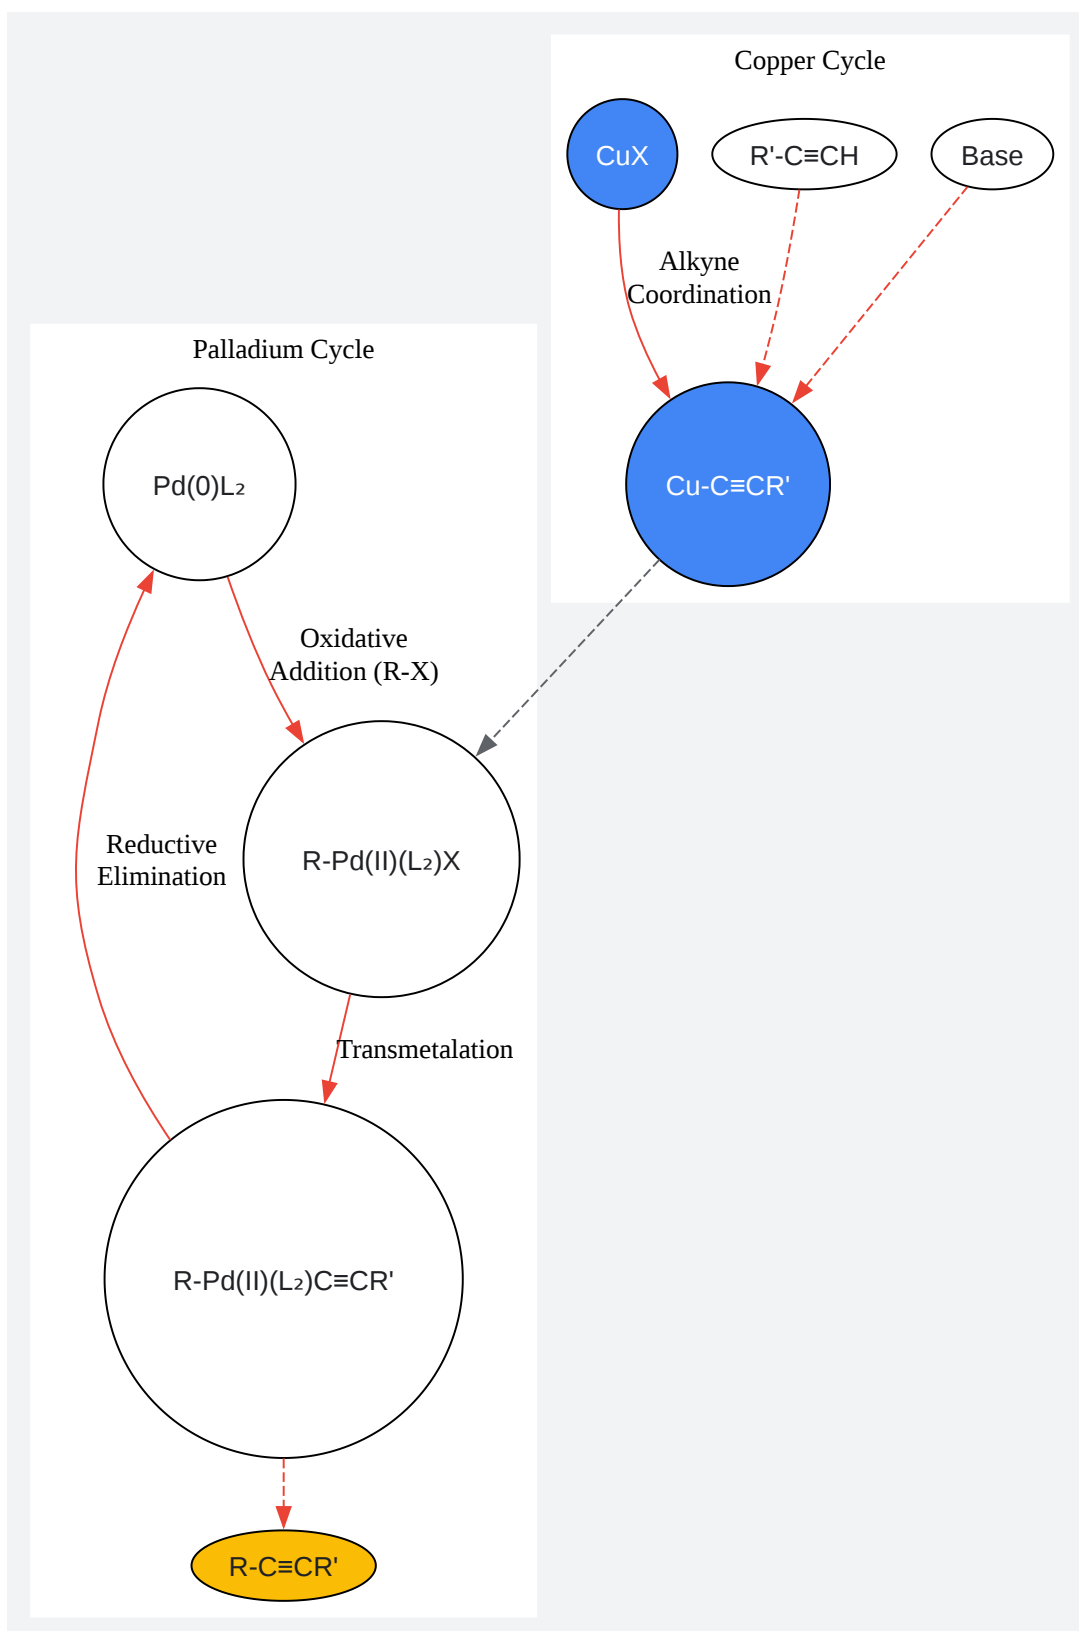 Copper Cycle
CuX
R'-C≡CH
Base
Alkyne
Coordination
Cu-C≡CR'
Palladium Cycle
Pd(0)L₂
Oxidative
Addition (R-X)
R-Pd(II)(L₂)X
Reductive
Elimination
Transmetalation
R-Pd(II)(L₂)C≡CR'
R-C≡CR'